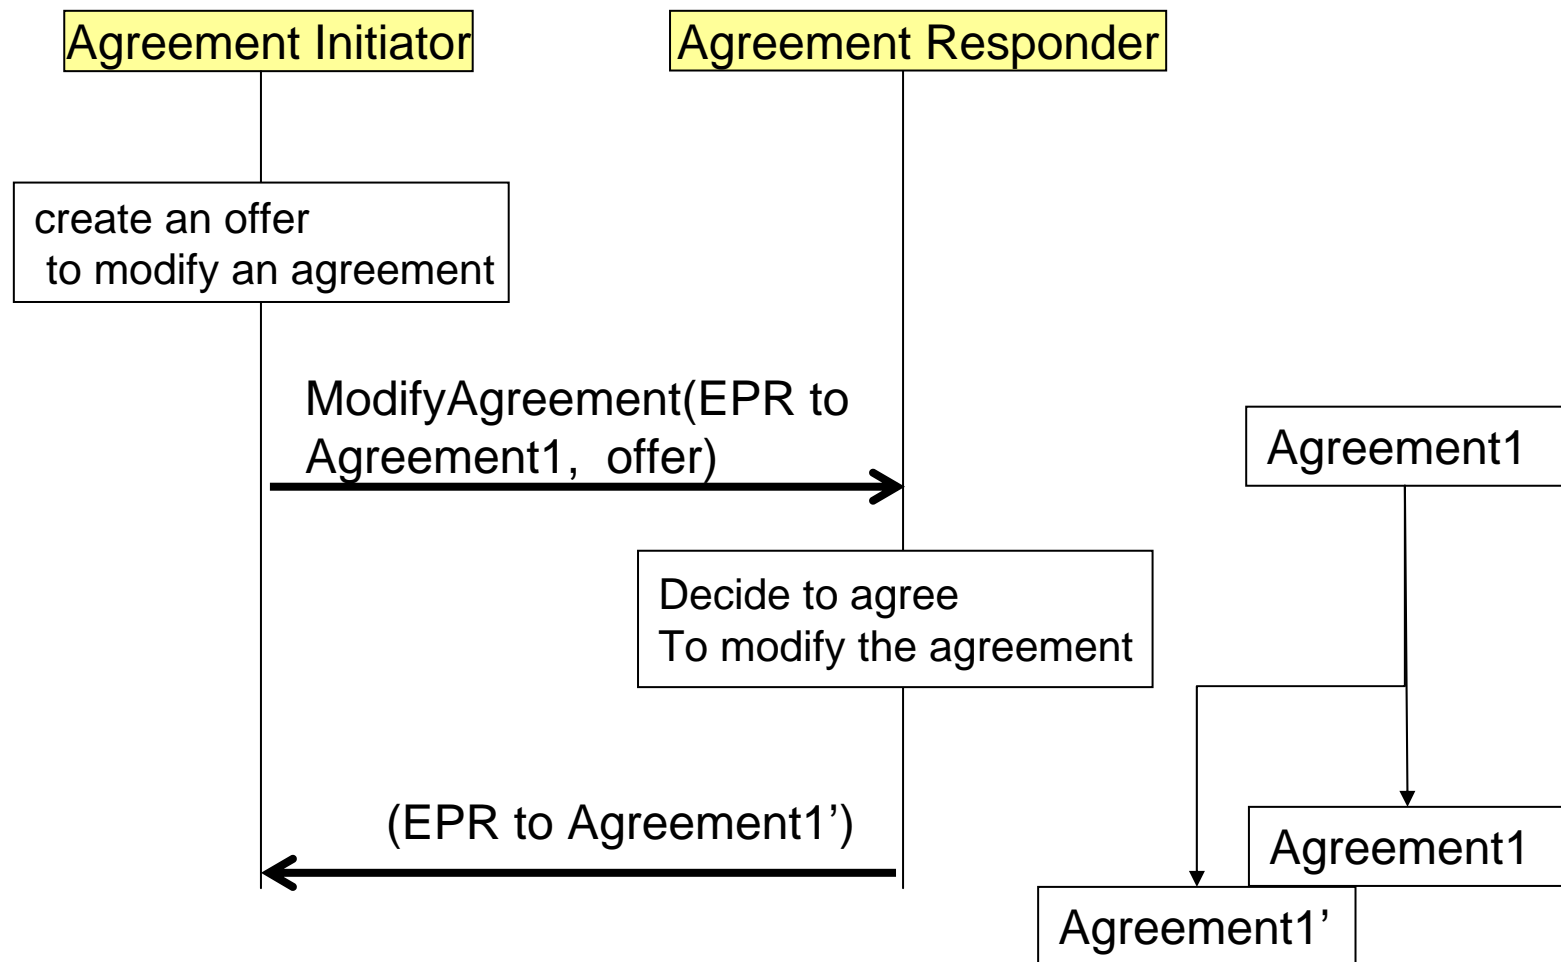 Agreement Initiator
Agreement Responder
create an offer
to modify an agreement
ModifyAgreement(EPR to
Agreement1, offer)
Agreement1
Decide to agree
To modify the agreement
(EPR to Agreement1’)
Agreement1
Agreement1’